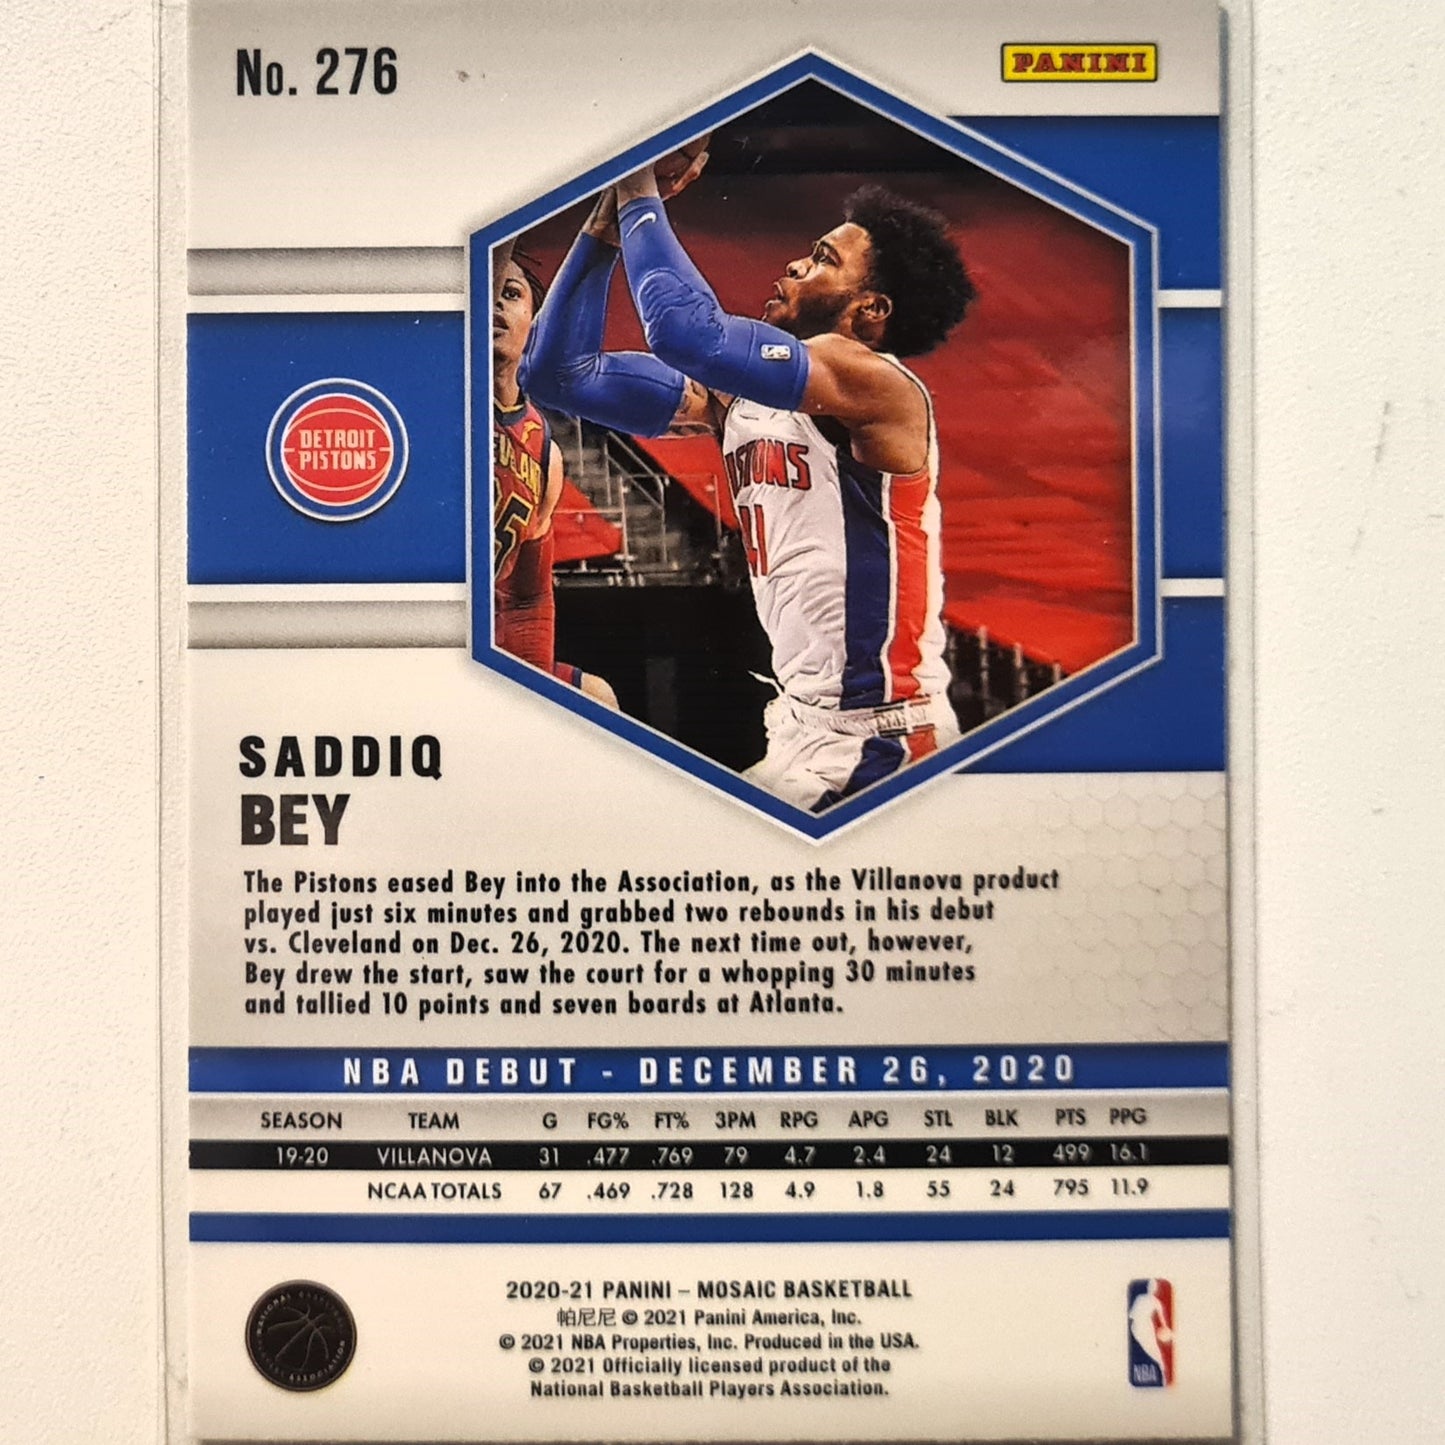 No. 276
PANINI
DETROIT
PISTONS
ISTONS
41
SADDIQ
BEY
The Pistons eased Bey into the Association, as the Villanova product
played just six minutes and grabbed two rebounds in his debut
vs. Cleveland on Dec. 26, 2020. The next time out, however,
Bey drew the start, saw the court for a whopping 30 minutes
and tallied 10 points and seven boards at Atlanta.
NBA DEBUT - DECEMBER 26, 2020
SEASON TEAM G FG% FT% 3PM RPG APG STL BLK PTS PPG
19-20 VILLANOVA 31 .477 .769 79 4.7 2.4 24 12 499 16.1
NCAA TOTALS 67 .469 .728 128 4.9 1.8 55 24 795 11.9
2020-21 PANINI – MOSAIC BASKETBALL
帕尼尼 © 2021 Panini America, Inc.
© 2021 NBA Properties, Inc. Produced in the USA.
© 2021 Officially licensed product of the
National Basketball Players Association.
NATIONAL BASKETBALL PLAYERS ASSOCIATION
NBA